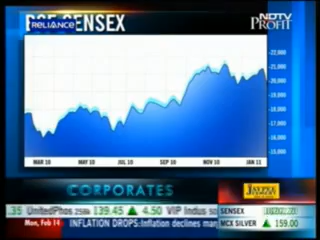 BSE SENSEX
RELIANCE
NDTV
PROFIT
22,000
21,000
20,000
19,000
18,000
17,000
16,000
15,000
MAR 10 MAY 10 JUL 10 SEP 10 NOV 10 JAN 11
CORPORATES
.35 UnitedPhos 139.45 ▲ 4.50 VIP Indus
SENSEX
Mon, Feb 14 INFLATION DROPS:Inflation declines mar
MCX SILVER ▲ 159.00